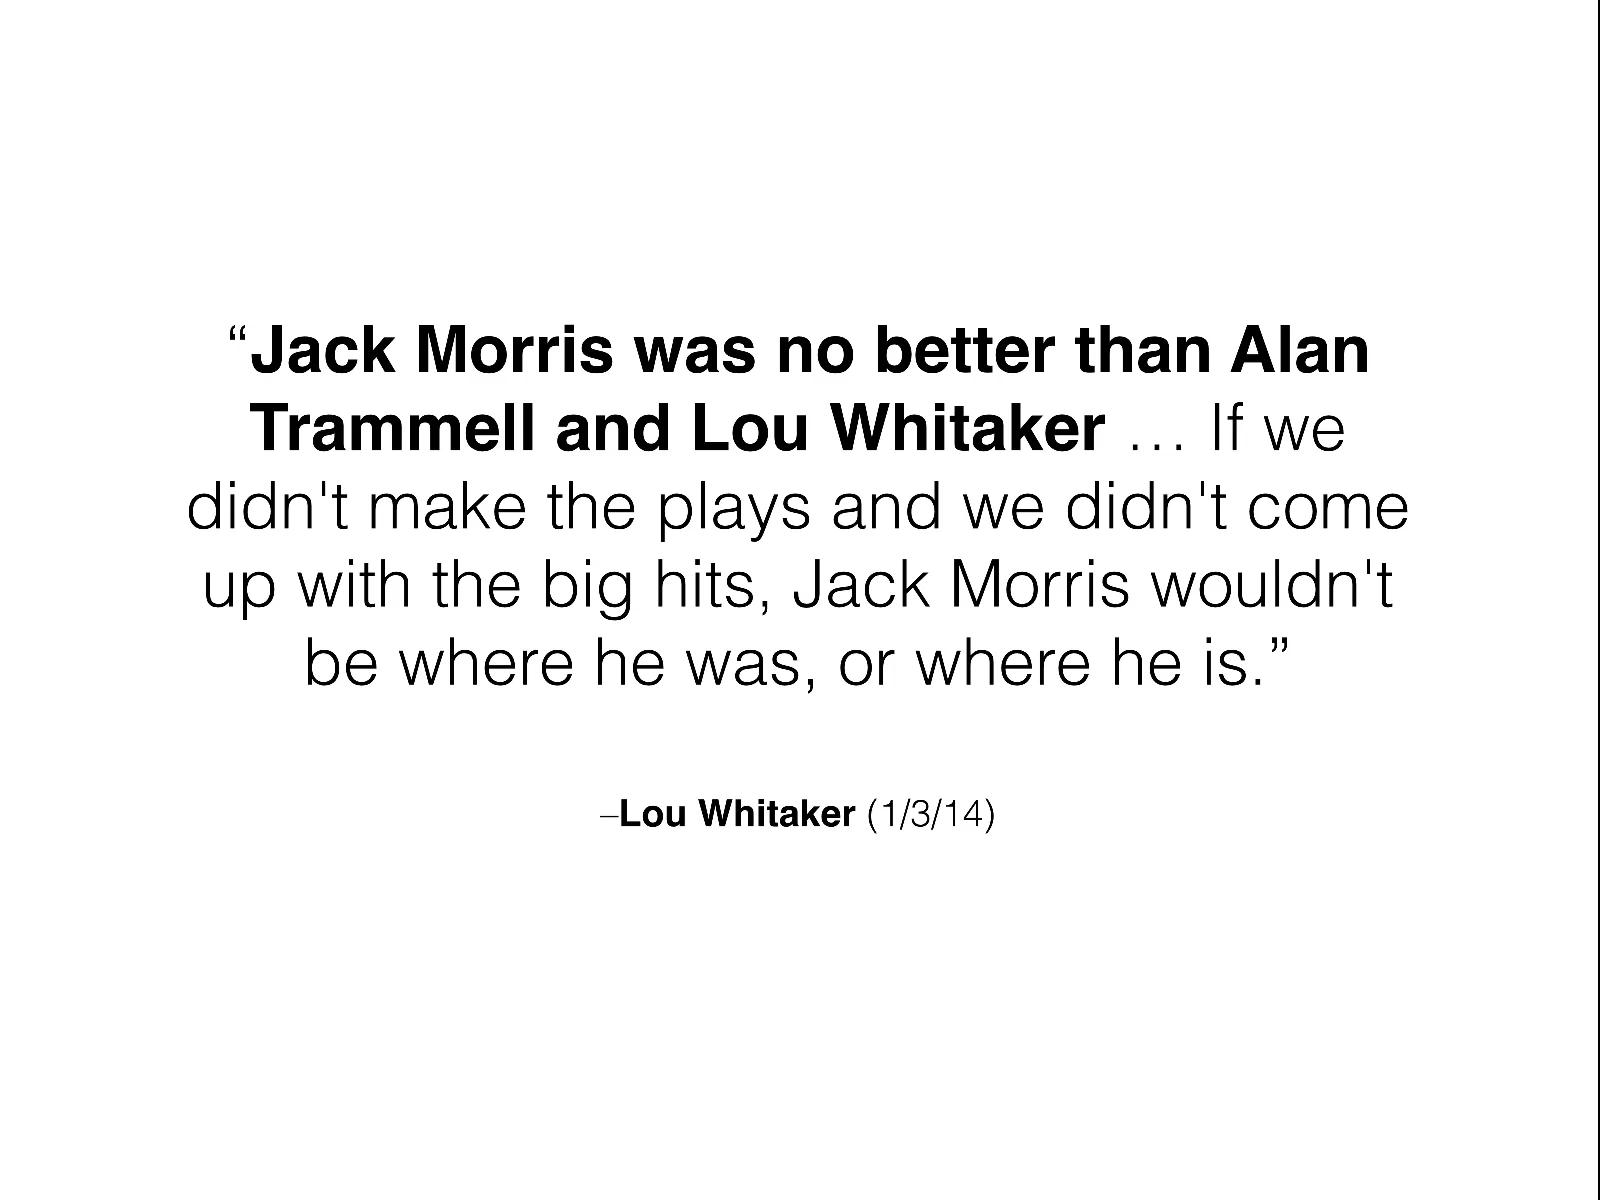 “Jack Morris was no better than Alan
Trammell and Lou Whitaker … If we
didn't make the plays and we didn't come
up with the big hits, Jack Morris wouldn't
be where he was, or where he is.”
–Lou Whitaker (1/3/14)